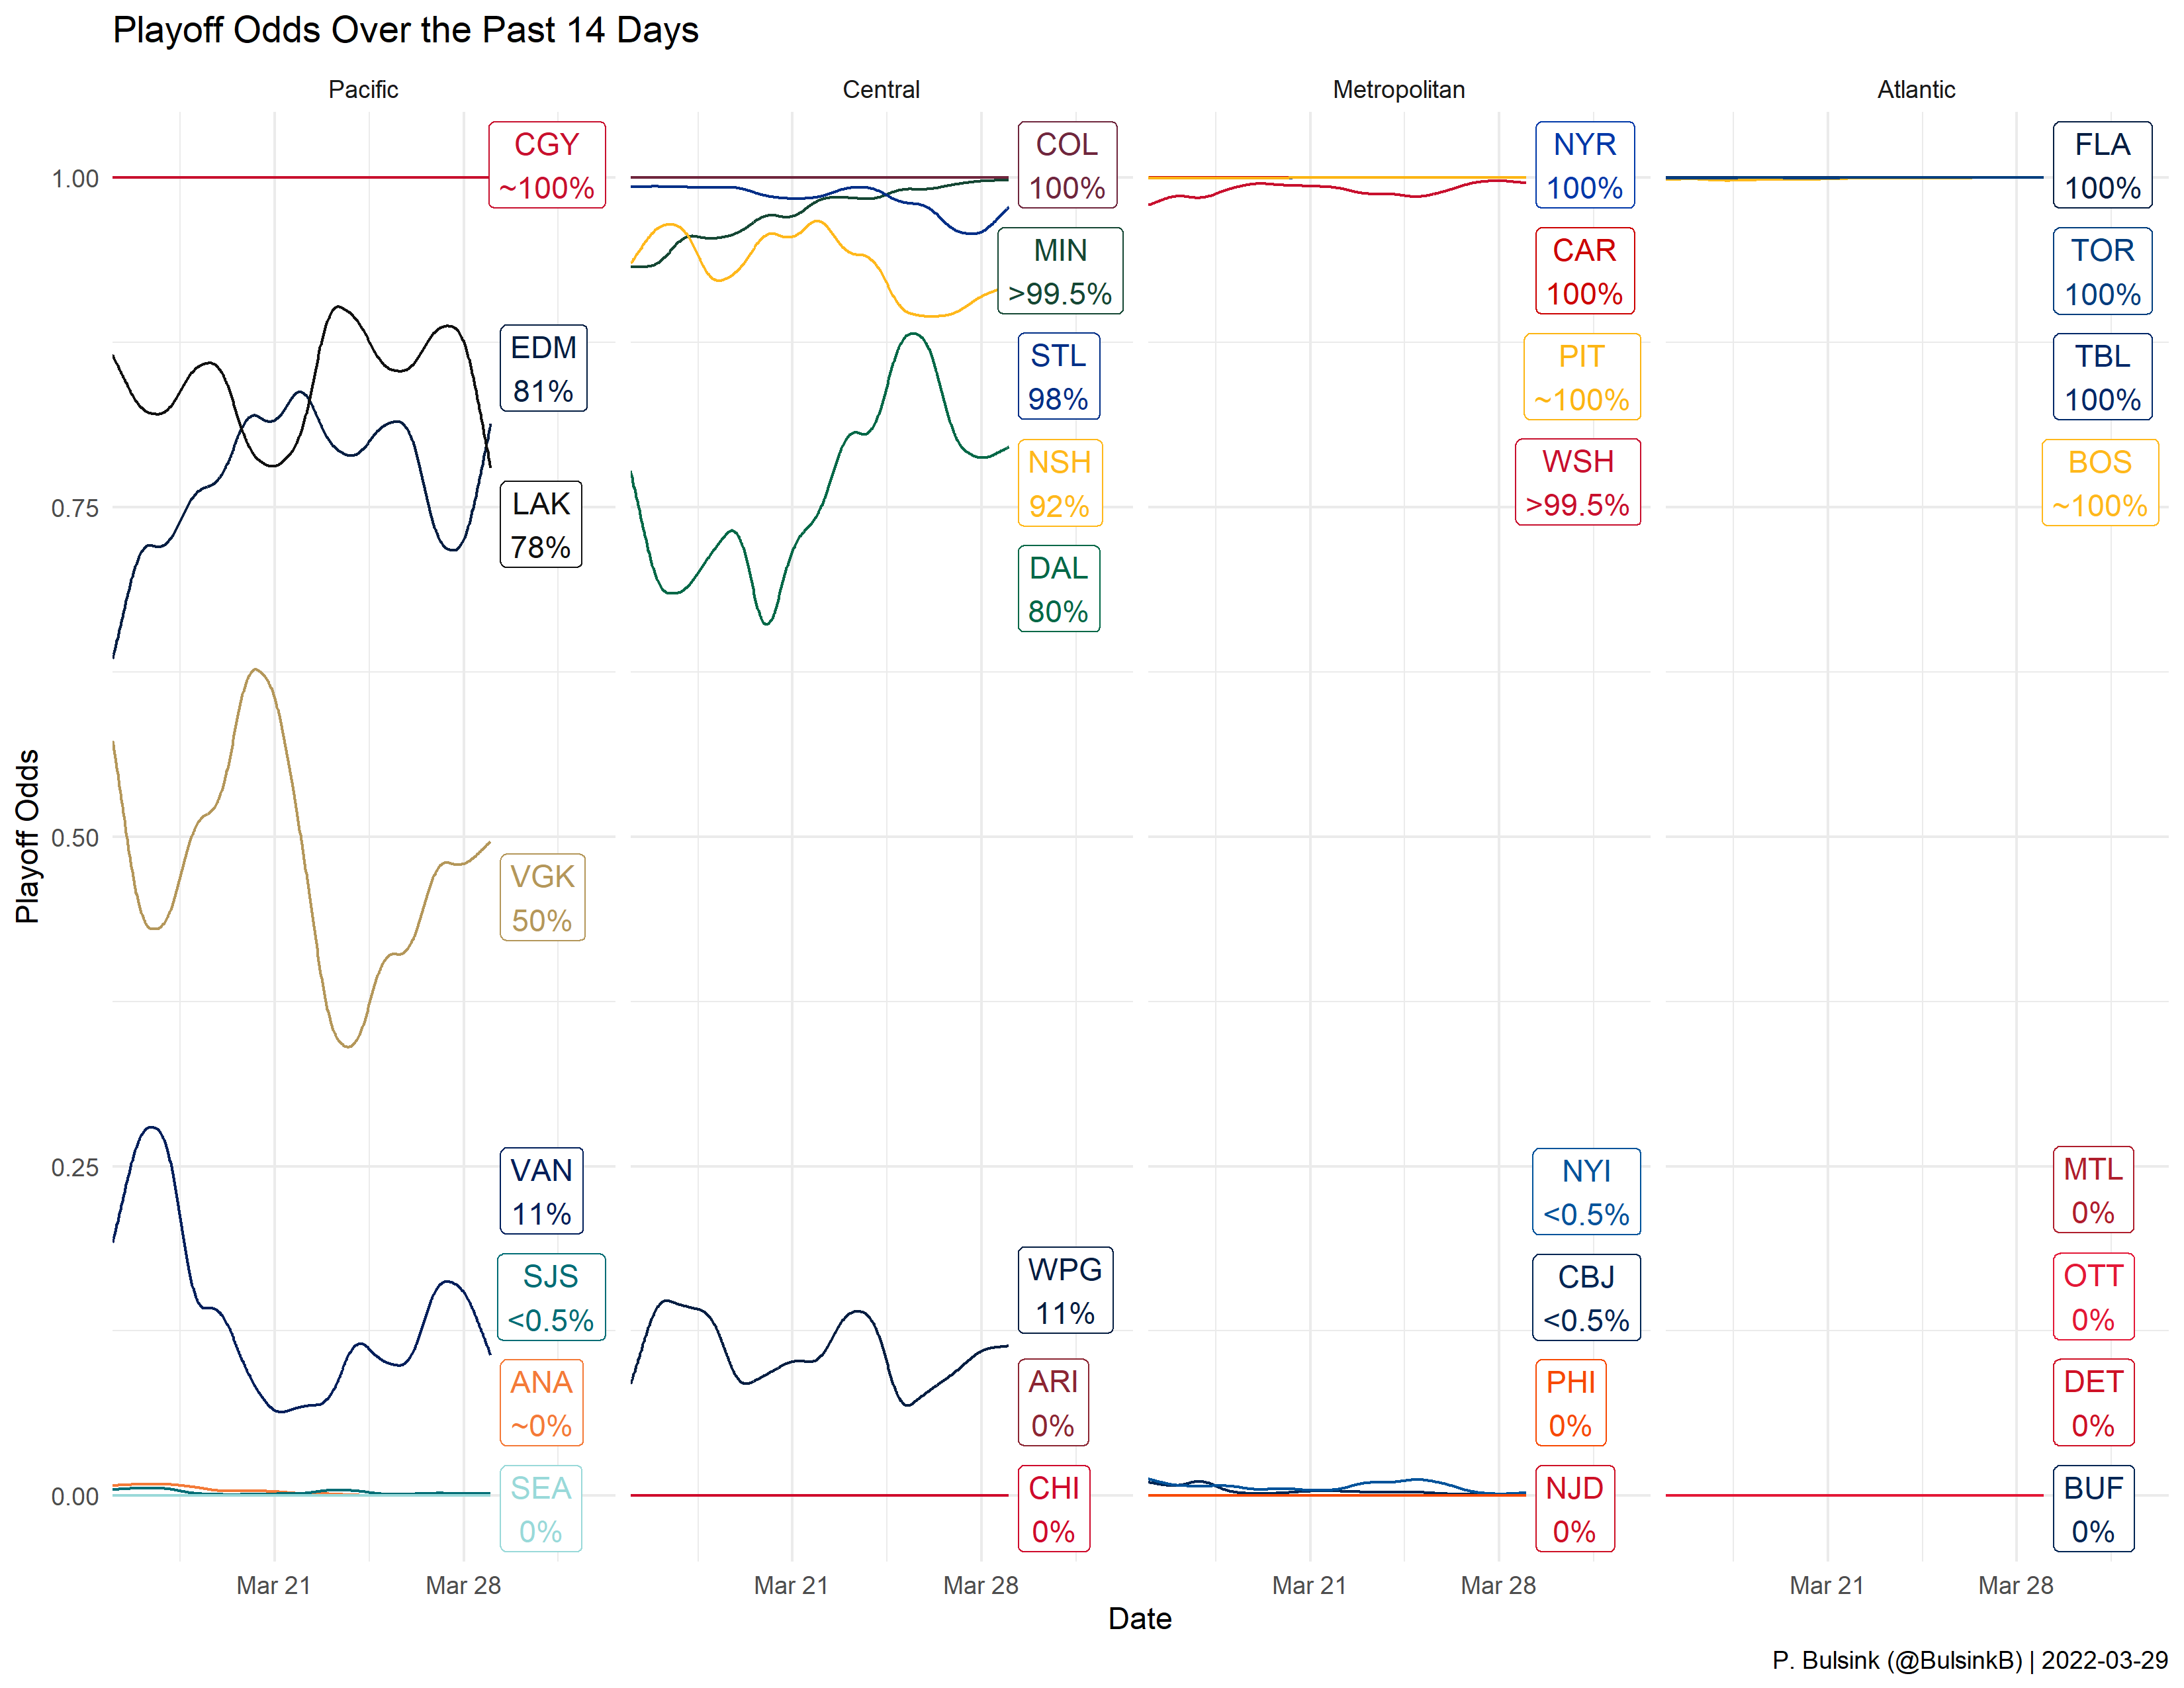 Playoff Odds Over the Past 14 Days
Pacific
Central
Metropolitan
Atlantic
Playoff Odds
1.00
0.75
0.50
0.25
0.00
CGY
~100%
EDM
81%
LAK
78%
VGK
50%
VAN
11%
SJS
<0.5%
ANA
~0%
SEA
0%
COL
100%
MIN
>99.5%
STL
98%
NSH
92%
DAL
80%
WPG
11%
ARI
0%
CHI
0%
NYR
100%
CAR
100%
PIT
~100%
WSH
>99.5%
NYI
<0.5%
CBJ
<0.5%
PHI
0%
NJD
0%
FLA
100%
TOR
100%
TBL
100%
BOS
~100%
MTL
0%
OTT
0%
DET
0%
BUF
0%
Mar 21
Mar 28
Mar 21
Mar 28
Mar 21
Mar 28
Mar 21
Mar 28
Date
P. Bulsink (@BulsinkB) | 2022-03-29